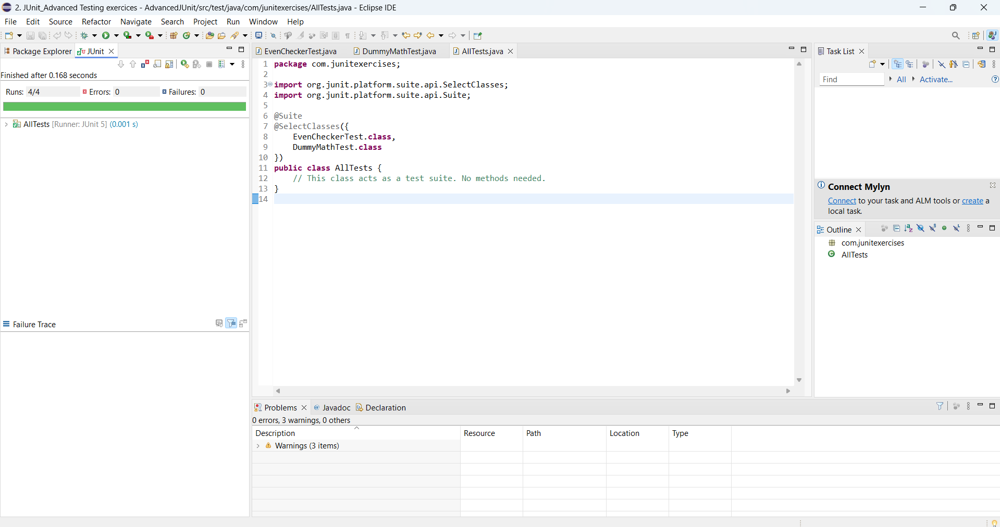 2. JUnit_Advanced Testing exercices - AdvancedJUnit/src/test/java/com/junitexercises/AllTests.java - Eclipse IDE
File Edit Source Refactor Navigate Search Project Run Window Help
Package Explorer JUnit
Finished after 0.168 seconds
Runs: 4/4 Errors: 0 Failures: 0
AllTests [Runner: JUnit 5] (0.001 s)
Failure Trace
EvenCheckerTest.java DummyMathTest.java AllTests.java
1 package com.junitexercises;
2
3 import org.junit.platform.suite.api.SelectClasses;
4 import org.junit.platform.suite.api.Suite;
5
6 @Suite
7 @SelectClasses({
8 EvenCheckerTest.class,
9 DummyMathTest.class
10 })
11 public class AllTests {
12 // This class acts as a test suite. No methods needed.
13 }
14
Task List
Find All Activate...
Connect Mylyn
Connect to your task and ALM tools or create a
local task.
Outline
com.junitexercises
AllTests
Problems @ Javadoc Declaration
0 errors, 3 warnings, 0 others
Description Resource Path Location Type
Warnings (3 items)